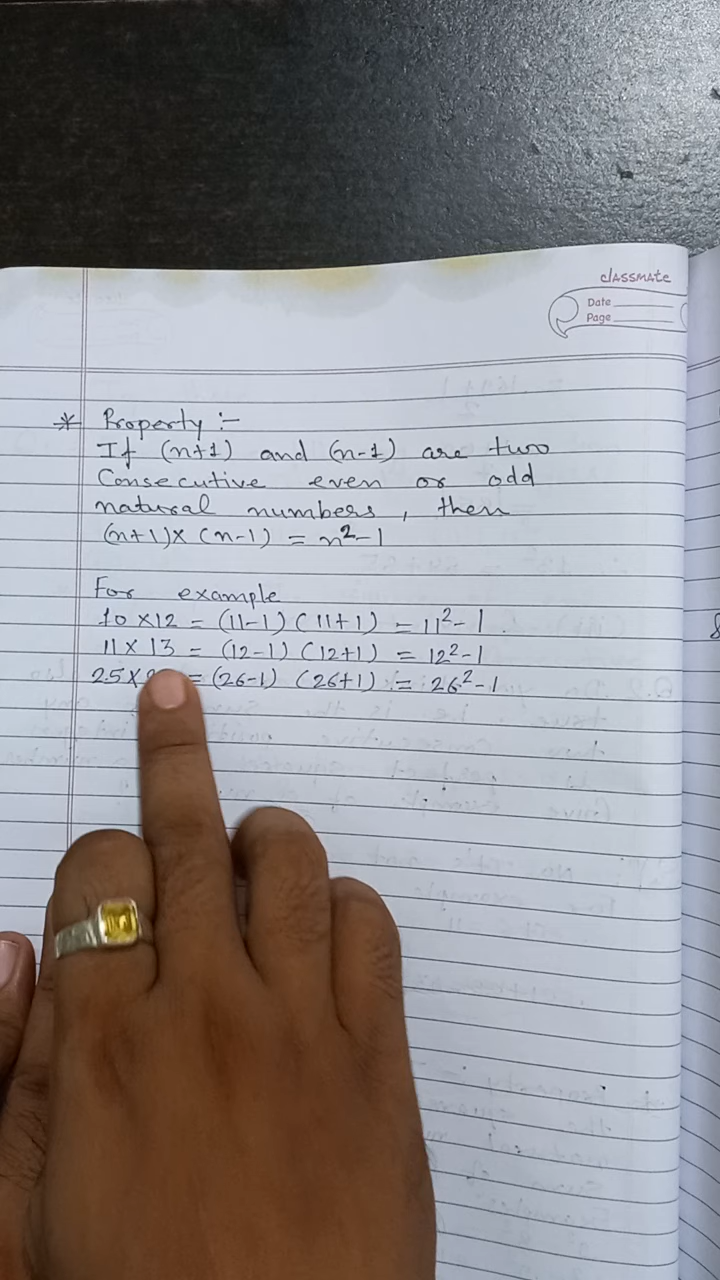 classmate
Date
Page
* Property :-
If (n+1) and (n-1) are two
Consecutive even or odd
natural numbers, then
(n+1)× (n-1) = n²-1
For example
10 ×12 = (11-1) (11+1) = 11²-1.
11 × 13 = (12-1) (12+1) = 12²-1
25× = (26-1) (26+1) = 26²-1